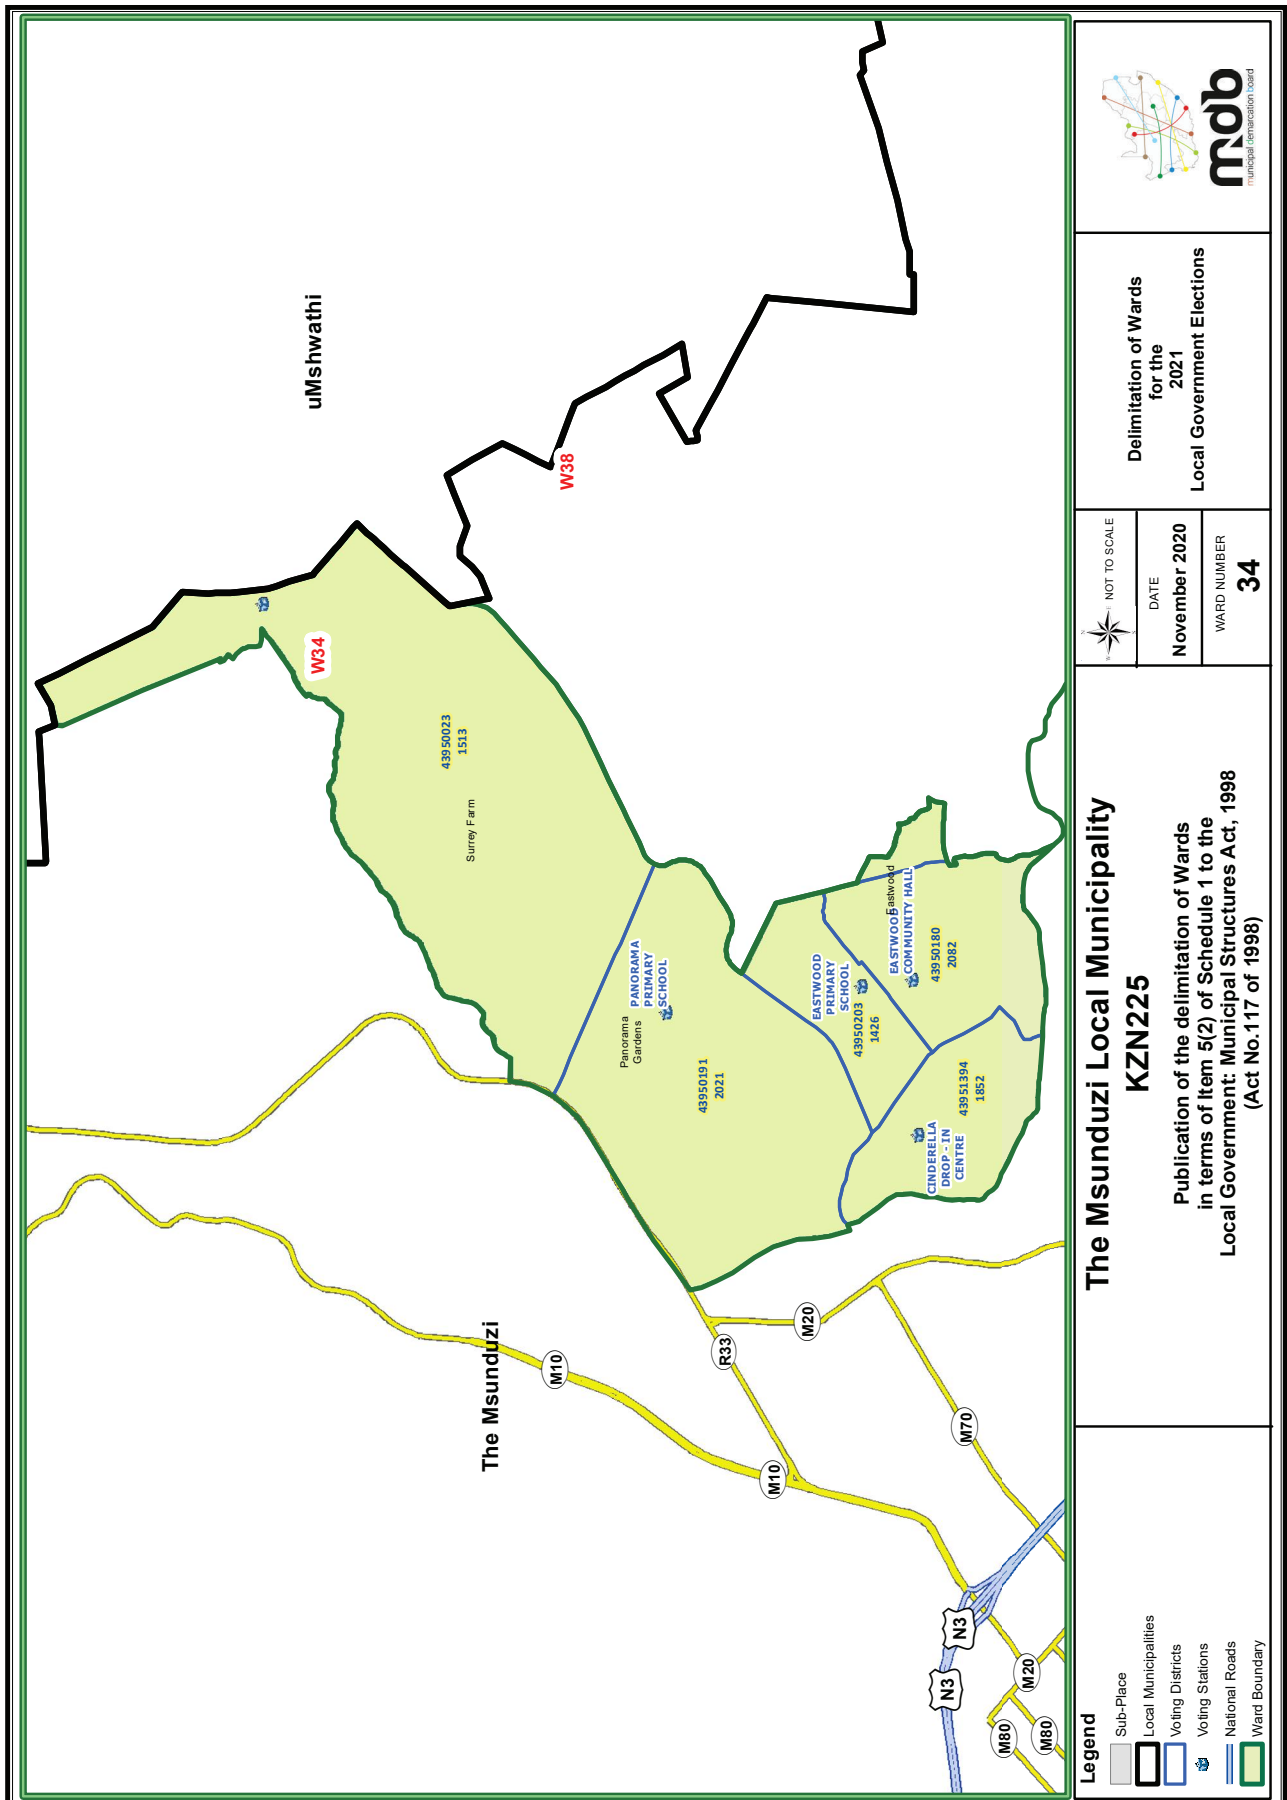 uMshwathi
W38
W34
43950023
1513
Surrey Farm
PANORAMA
PRIMARY
SCHOOL
Panorama
Gardens
43950191
2021
EASTWOOD
PRIMARY
SCHOOL
43950203
1426
Eastwood
EASTWOOD
COMMUNITY HALL
43950180
2082
43951394
1852
CINDERELLA
DROP - IN
CENTRE
The Msunduzi
M10
R33
M20
M10
M70
N3
N3
M20
M80
M80
Legend
Sub-Place
Local Municipalities
Voting Districts
Voting Stations
National Roads
Ward Boundary
The Msunduzi Local Municipality
KZN225
Publication of the delimitation of Wards
in terms of Item 5(2) of Schedule 1 to the
Local Government: Municipal Structures Act, 1998
(Act No.117 of 1998)
N
W
E
S
NOT TO SCALE
DATE
November 2020
WARD NUMBER
34
Delimitation of Wards
for the
2021
Local Government Elections
mdb
municipal demarcation board